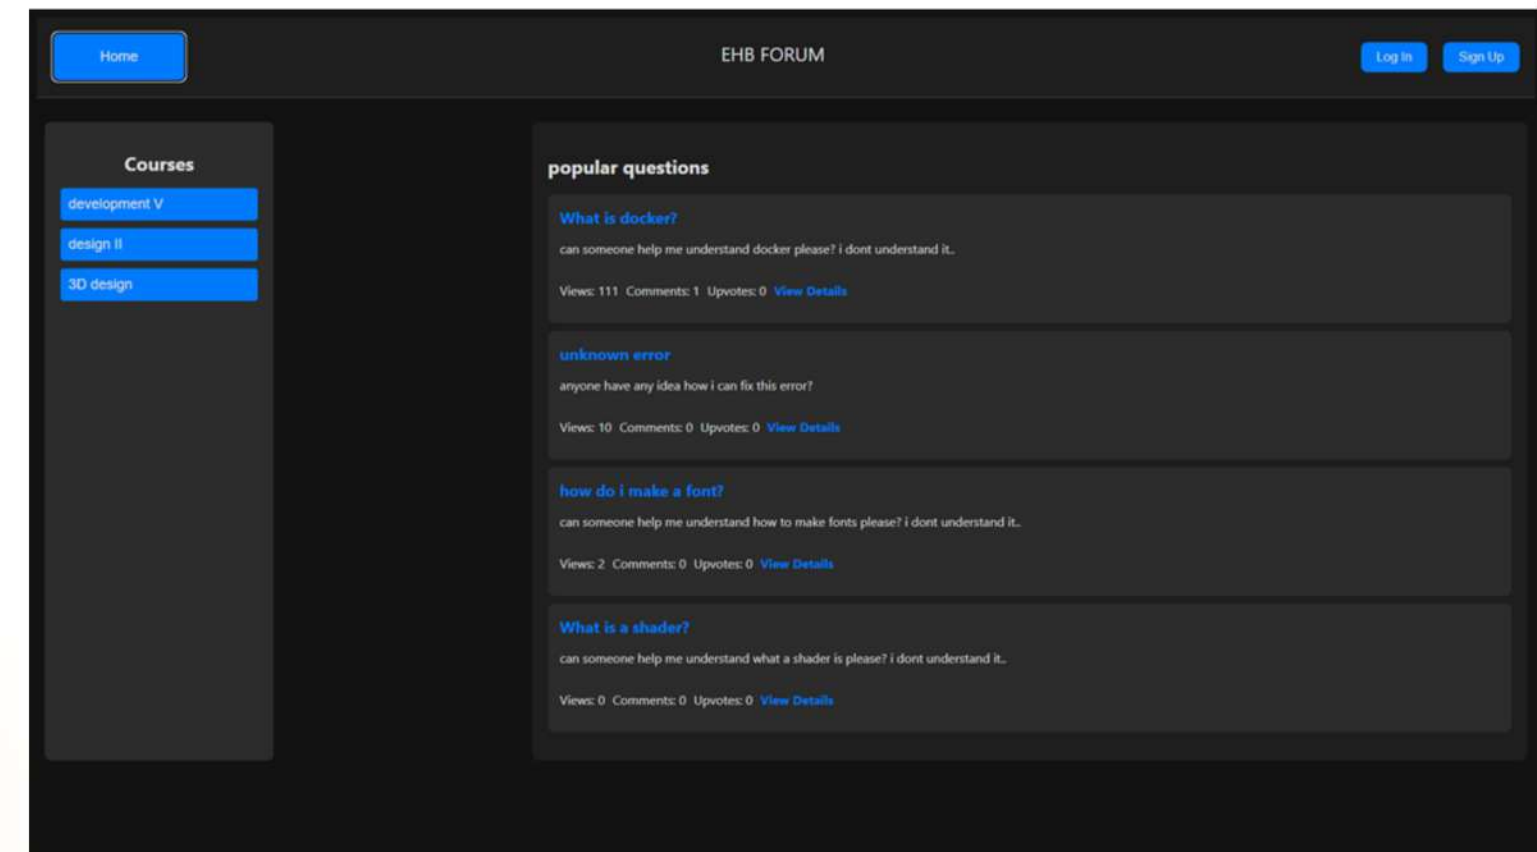 Home
EHB FORUM
Log In
Sign Up
Courses
development V
design II
3D design
popular questions
What is docker?
can someone help me understand docker please? i dont understand it..
Views: 111 Comments: 1 Upvotes: 0 View Details
unknown error
anyone have any idea how i can fix this error?
Views: 10 Comments: 0 Upvotes: 0 View Details
how do i make a font?
can someone help me understand how to make fonts please? i dont understand it..
Views: 2 Comments: 0 Upvotes: 0 View Details
What is a shader?
can someone help me understand what a shader is please? i dont understand it..
Views: 0 Comments: 0 Upvotes: 0 View Details